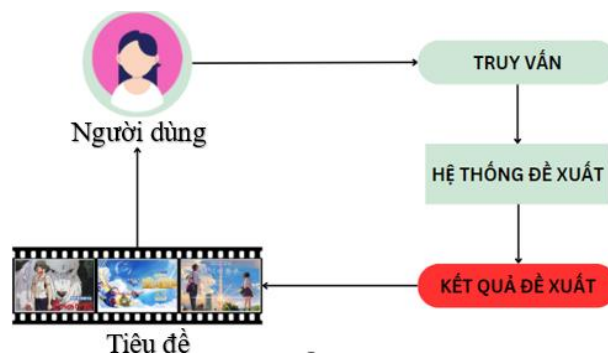 TRUY VẤN
Người dùng
HỆ THỐNG ĐỀ XUẤT
KẾT QUẢ ĐỀ XUẤT
Tiêu đề